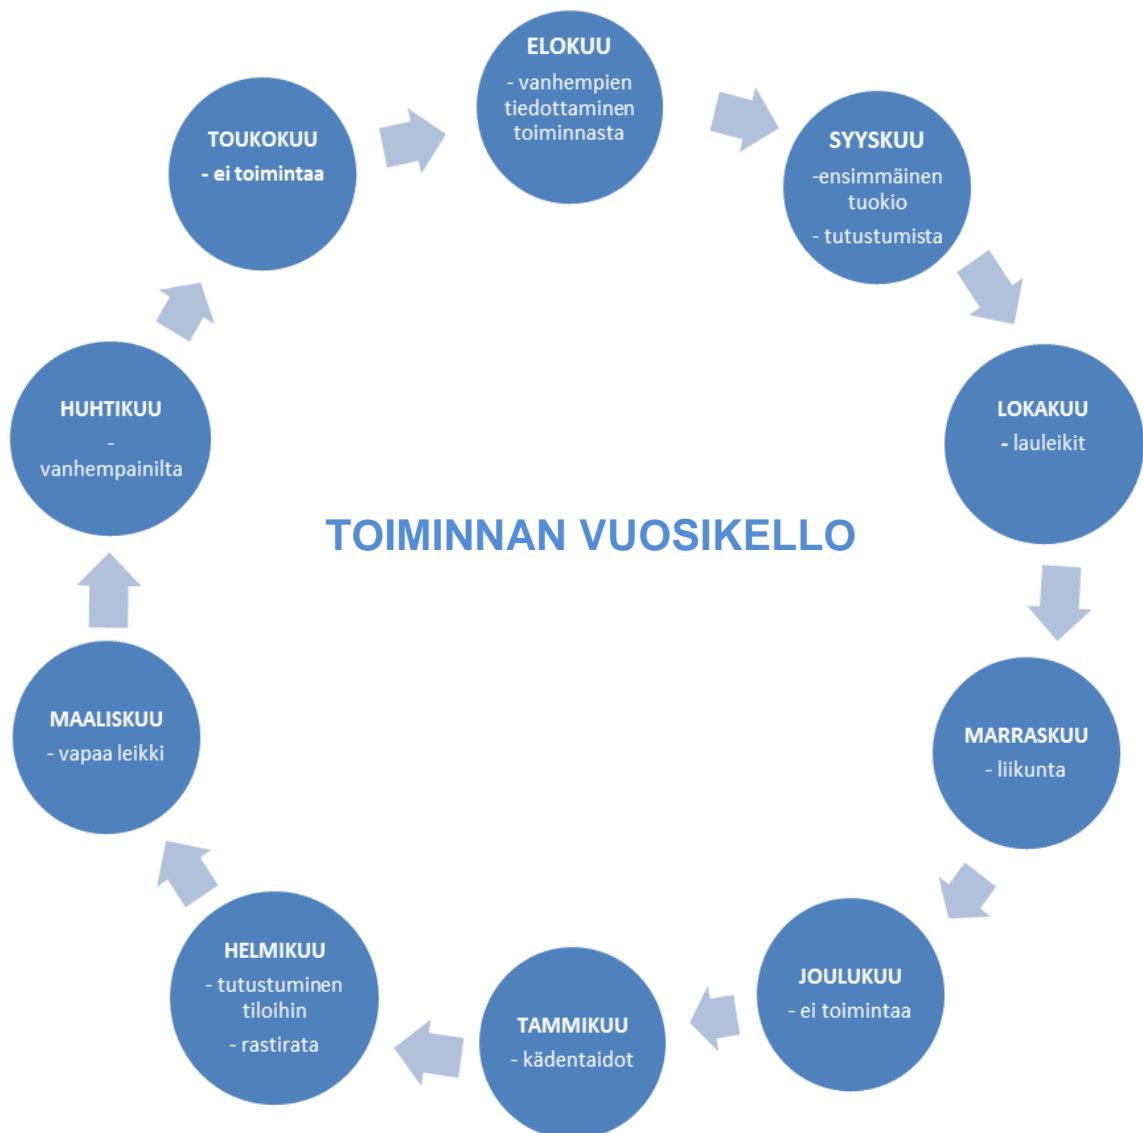 ELOKUU
- vanhempien
tiedottaminen
toiminnasta
SYYSKUU
-ensimmäinen
tuokio
- tutustumista
LOKAKUU
- lauleikit
MARRASKUU
- liikunta
JOULUKUU
- ei toimintaa
TAMMIKUU
- kädentaidot
HELMIKUU
- tutustuminen
tiloihin
- rastirata
MAALISKUU
- vapaa leikki
HUHTIKUU
-
vanhempainilta
TOUKOKUU
- ei toimintaa
TOIMINNAN VUOSIKELLO